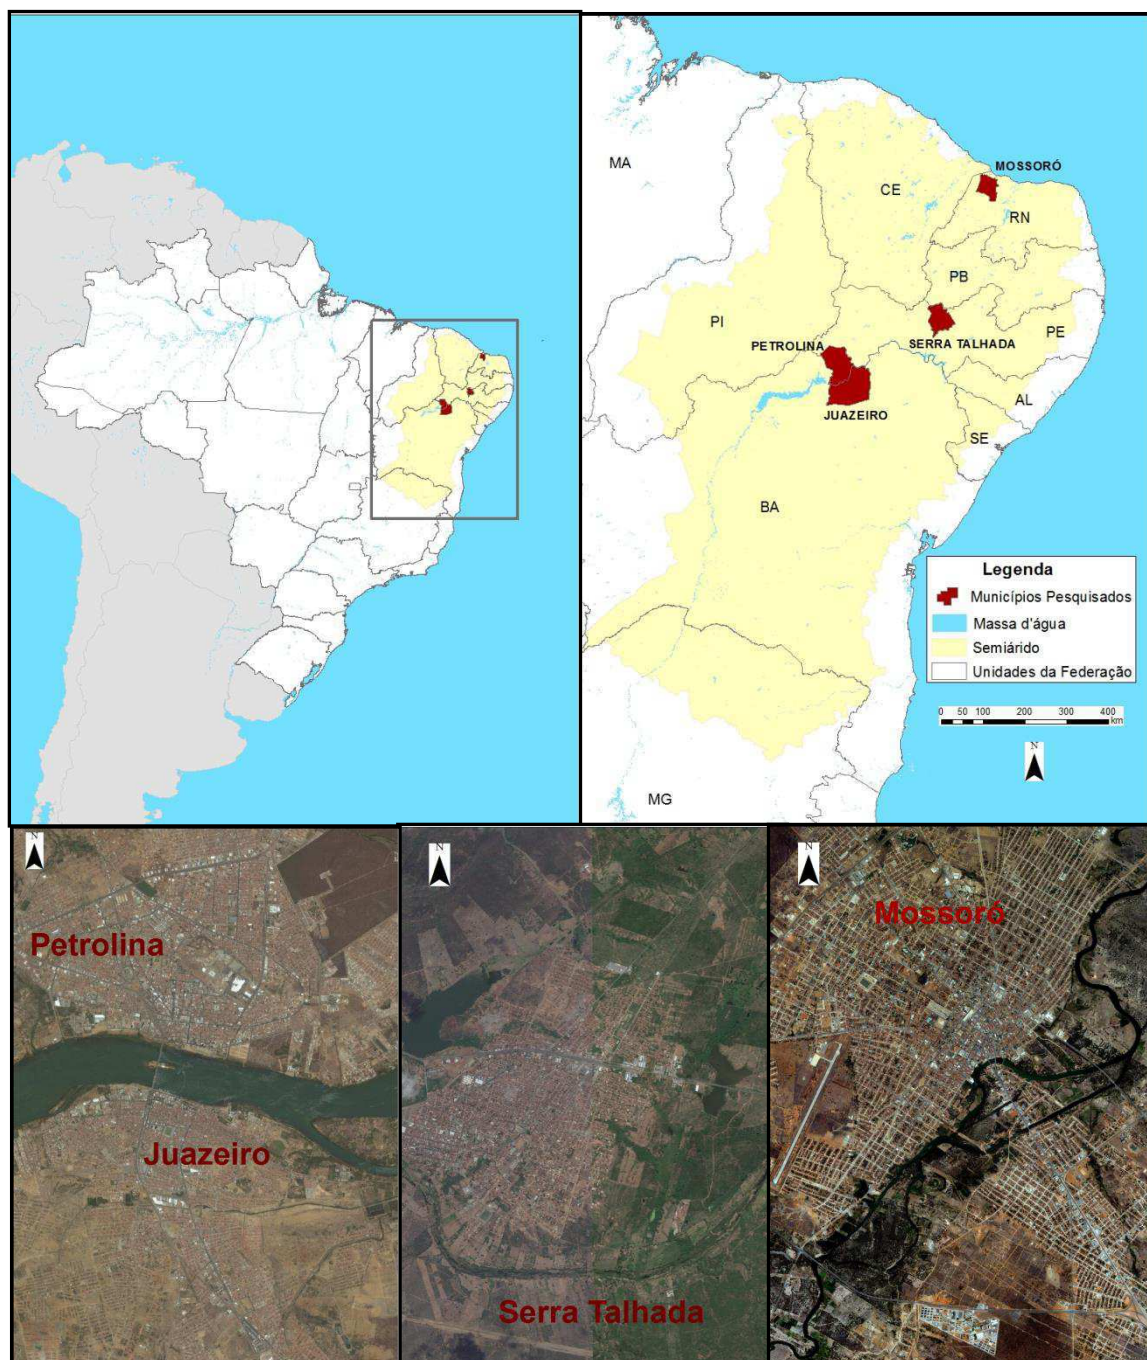 MA
CE
MOSSORÓ
RN
PB
PI
PETROLINA
SERRA TALHADA
PE
JUAZEIRO
AL
SE
BA
MG
Legenda
Municípios Pesquisados
Massa d'água
Semiárido
Unidades da Federação
0 50 100 200 300 400
km
N
N
Petrolina
Juazeiro
N
Serra Talhada
N
Mossoró